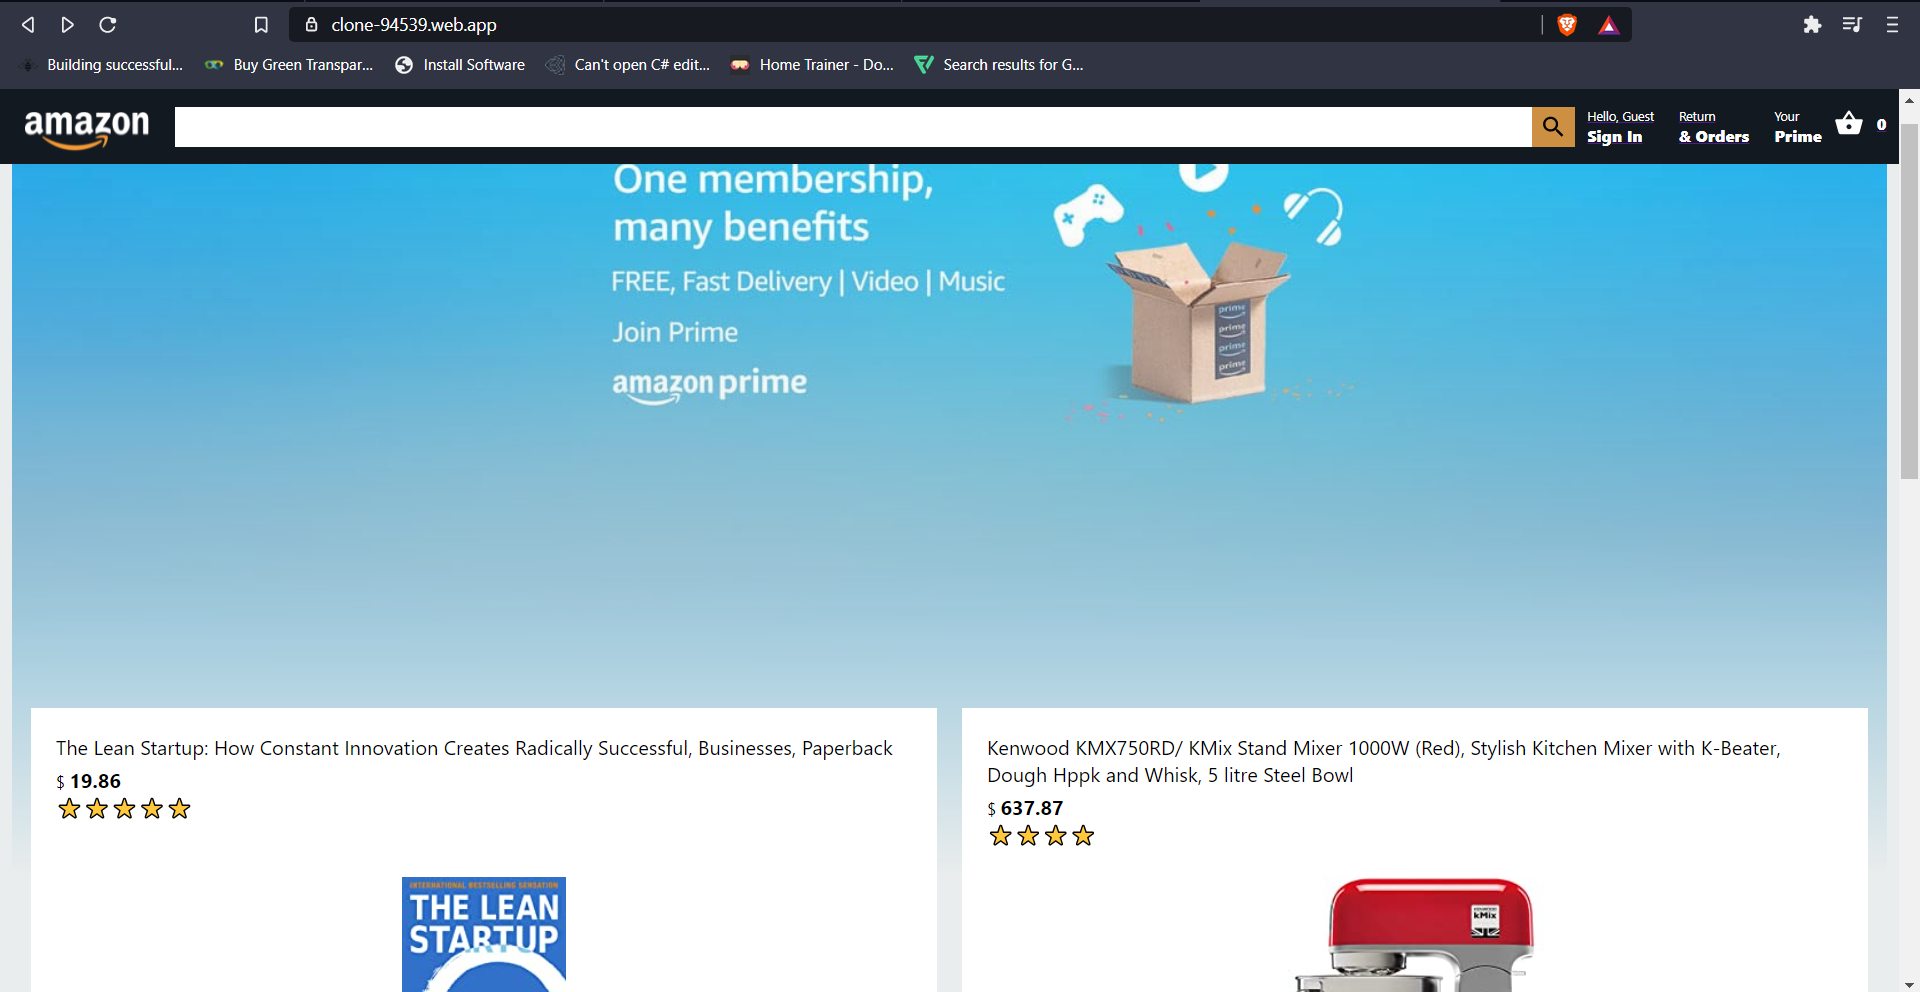 clone-94539.web.app
Building successful...
Buy Green Transpar...
Install Software
Can't open C# edit...
Home Trainer - Do...
Search results for G...
amazon
Hello, Guest
Sign In
Return
& Orders
Your
Prime
0
One membership,
many benefits
FREE, Fast Delivery | Video | Music
Join Prime
amazon prime
prime
prime
prime
prime
The Lean Startup: How Constant Innovation Creates Radically Successful, Businesses, Paperback
$ 19.86
INTERNATIONAL BESTSELLING SENSATION
THE LEAN
STARTUP
Kenwood KMX750RD/ KMix Stand Mixer 1000W (Red), Stylish Kitchen Mixer with K-Beater,
Dough Hppk and Whisk, 5 litre Steel Bowl
$ 637.87
KENWOOD
kMix